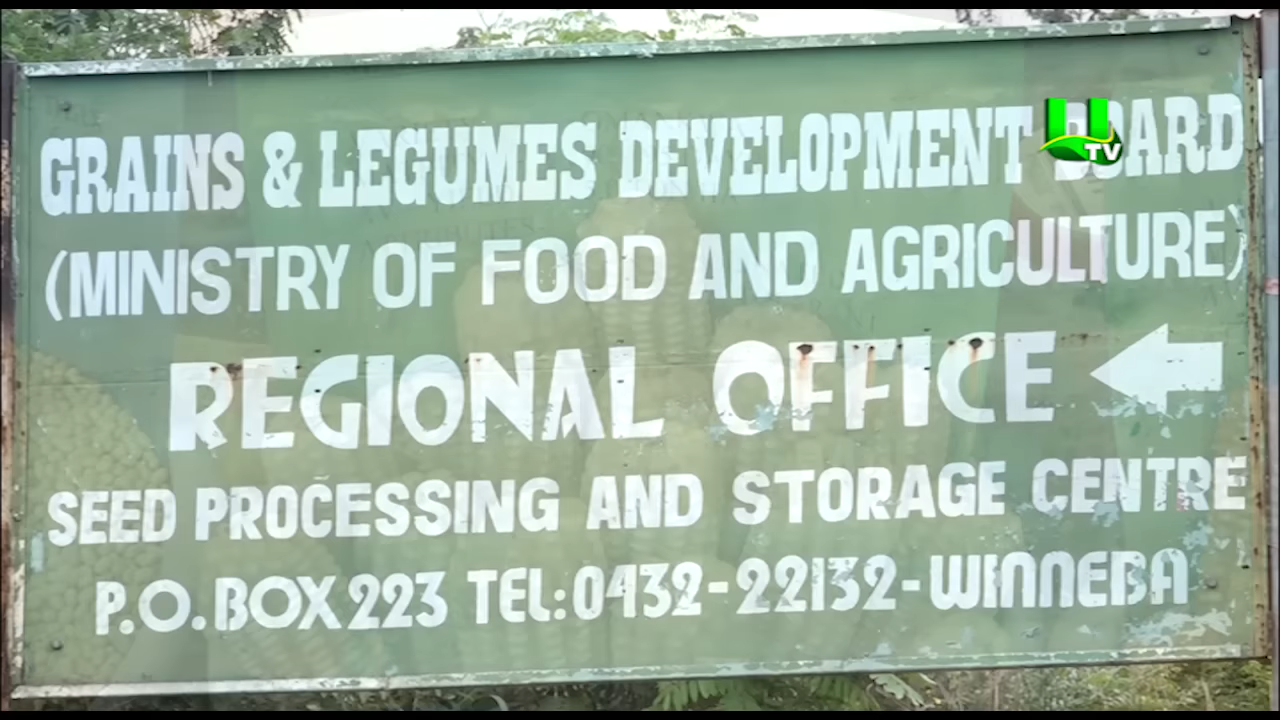 GRAINS & LEGUMES DEVELOPMENT BOARD
(MINISTRY OF FOOD AND AGRICULTURE)
REGIONAL OFFICE
SEED PROCESSING AND STORAGE CENTRE
P.O. BOX 223 TEL: 0432-22132-WINNEBA
UTV